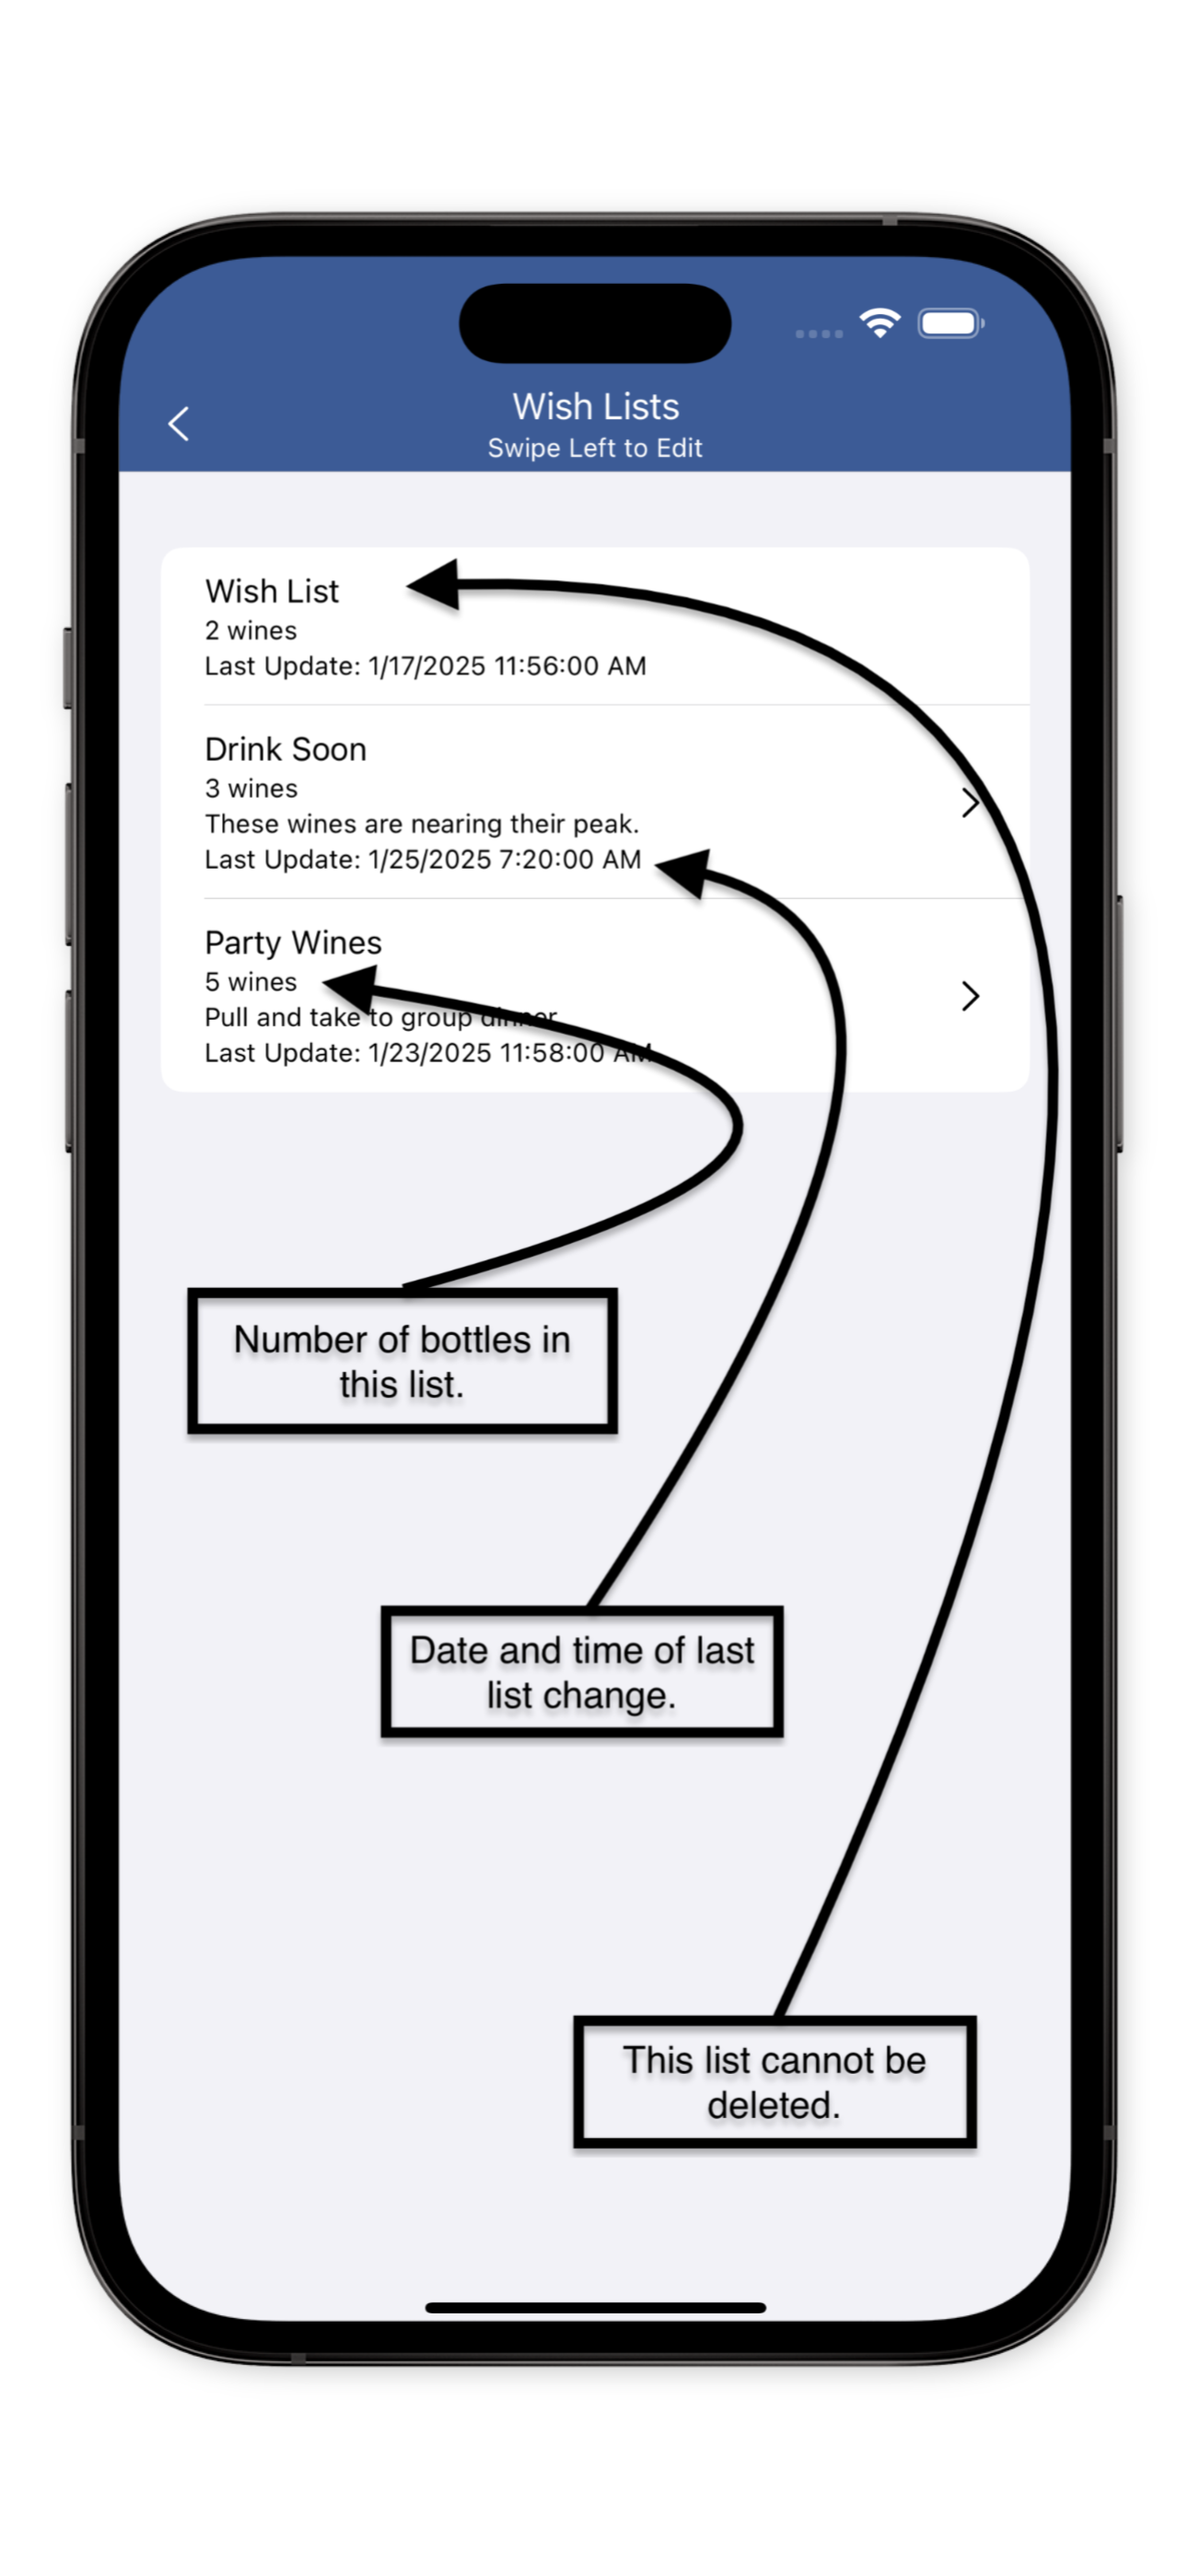 Wish Lists
Swipe Left to Edit
Wish List
2 wines
Last Update: 1/17/2025 11:56:00 AM
Drink Soon
3 wines
These wines are nearing their peak.
Last Update: 1/25/2025 7:20:00 AM
Party Wines
5 wines
Pull and take to group dinner
Last Update: 1/23/2025 11:58:00 AM
Number of bottles in
this list.
Date and time of last
list change.
This list cannot be
deleted.